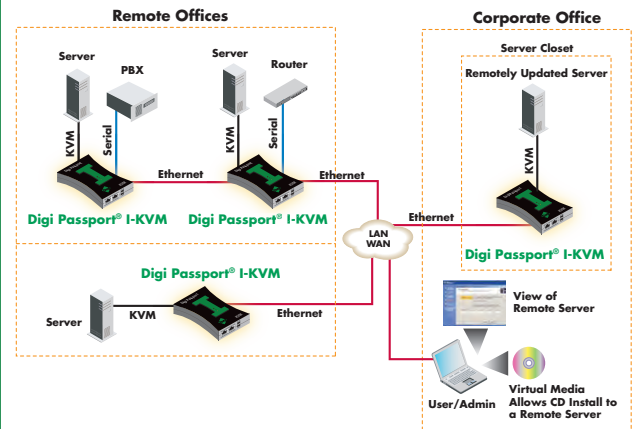 Remote Offices
Corporate Office
Server
PBX
Server
Router
KVM
Serial
Ethernet
KVM
Serial
Ethernet
Digi Passport® I-KVM
Digi Passport® I-KVM
Server Closet
Remotely Updated Server
KVM
Ethernet
Digi Passport® I-KVM
LAN
WAN
Digi Passport® I-KVM
Server
KVM
Ethernet
View of
Remote Server
User/Admin
Virtual Media
Allows CD Install to
a Remote Server